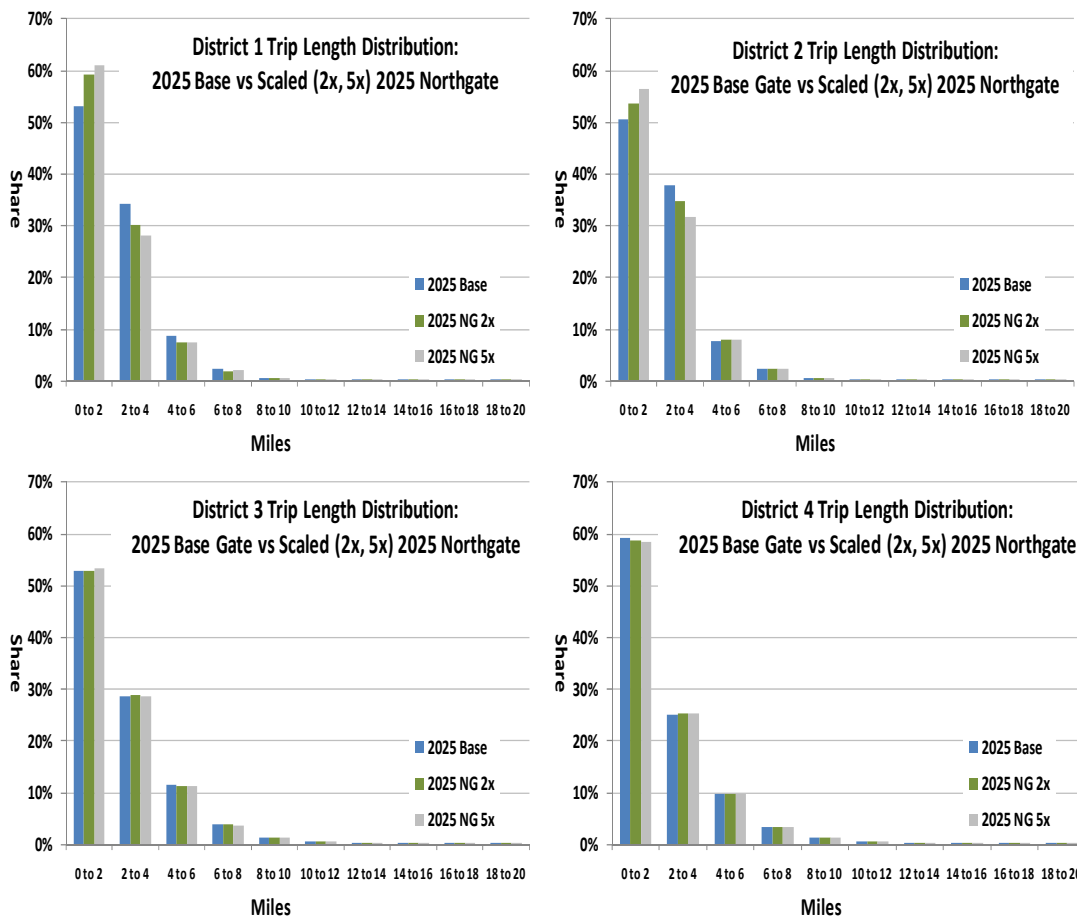 District 1 Trip Length Distribution:
2025 Base vs Scaled (2x, 5x) 2025 Northgate
70%
60%
50%
40%
30%
20%
10%
0%
Share
2025 Base
2025 NG 2x
2025 NG 5x
0 to 2 2 to 4 4 to 6 6 to 8 8 to 10 10 to 12 12 to 14 14 to 16 16 to 18 18 to 20
Miles
District 2 Trip Length Distribution:
2025 Base Gate vs Scaled (2x, 5x) 2025 Northgate
70%
60%
50%
40%
30%
20%
10%
0%
Share
2025 Base
2025 NG 2x
2025 NG 5x
0 to 2 2 to 4 4 to 6 6 to 8 8 to 10 10 to 12 12 to 14 14 to 16 16 to 18 18 to 20
Miles
District 3 Trip Length Distribution:
2025 Base Gate vs Scaled (2x, 5x) 2025 Northgate
70%
60%
50%
40%
30%
20%
10%
0%
Share
2025 Base
2025 NG 2x
2025 NG 5x
0 to 2 2 to 4 4 to 6 6 to 8 8 to 10 10 to 12 12 to 14 14 to 16 16 to 18 18 to 20
Miles
District 4 Trip Length Distribution:
2025 Base Gate vs Scaled (2x, 5x) 2025 Northgate
70%
60%
50%
40%
30%
20%
10%
0%
Share
2025 Base
2025 NG 2x
2025 NG 5x
0 to 2 2 to 4 4 to 6 6 to 8 8 to 10 10 to 12 12 to 14 14 to 16 16 to 18 18 to 20
Miles